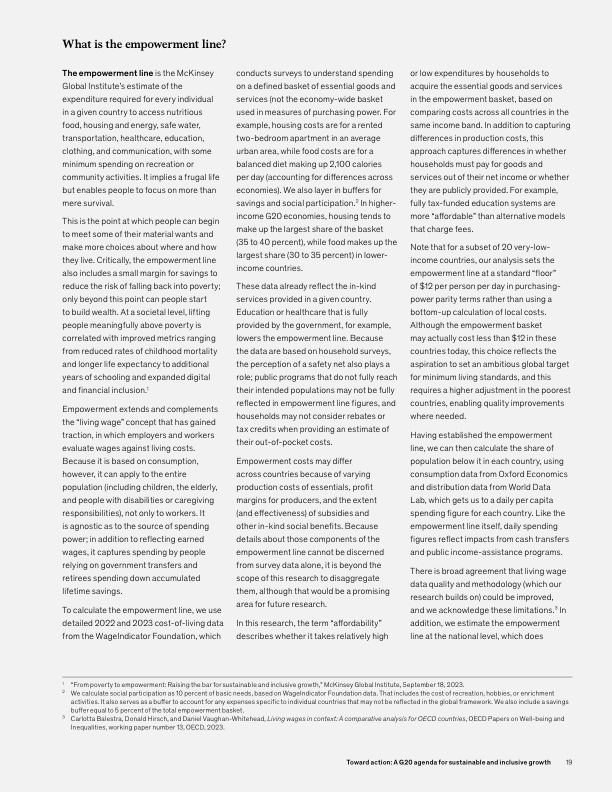 What is the empowerment line?
The empowerment line is the McKinsey
Global Institute's estimate of the
expenditure required for every individual
in a given country to access nutritious
food, housing and energy, safe water,
transportation, healthcare, education,
clothing, and communication, with some
minimum spending on recreation or
community activities. It implies a frugal life
but enables people to focus on more than
mere survival.
This is the point at which people can begin
to meet some of their material wants and
make more choices about where and how
they live. Critically, the empowerment line
also includes a small margin for savings to
reduce the risk of falling back into poverty;
only beyond this point can people start
to build wealth. At a societal level, lifting
people meaningfully above poverty is
correlated with improved metrics ranging
from reduced rates of childhood mortality
and longer life expectancy to additional
years of schooling and expanded digital
and financial inclusion.¹
Empowerment extends and complements
the "living wage" concept that has gained
traction, in which employers and workers
evaluate wages against living costs.
Because it is based on consumption,
however, it can apply to the entire
population (including children, the elderly,
and people with disabilities or caregiving
responsibilities), not only to workers. It
is agnostic as to the source of spending
power; in addition to reflecting earned
wages, it captures spending by people
relying on government transfers and
retirees spending down accumulated
lifetime savings.
To calculate the empowerment line, we use
detailed 2022 and 2023 cost-of-living data
from the WageIndicator Foundation, which
conducts surveys to understand spending
on a defined basket of essential goods and
services (not the economy-wide basket
used in measures of purchasing power. For
example, housing costs are for a rented
two-bedroom apartment in an average
urban area, while food costs are for a
balanced diet making up 2,100 calories
per day (accounting for differences across
economies). We also layer in buffers for
savings and social participation.² In higher-
income G20 economies, housing tends to
make up the largest share of the basket
(35 to 40 percent), while food makes up the
largest share (30 to 35 percent) in lower-
income countries.
These data already reflect the in-kind
services provided in a given country.
Education or healthcare that is fully
provided by the government, for example,
lowers the empowerment line. Because
the data are based on household surveys,
the perception of a safety net also plays a
role; public programs that do not fully reach
their intended populations may not be fully
reflected in empowerment line figures, and
households may not consider rebates or
tax credits when providing an estimate of
their out-of-pocket costs.
Empowerment costs may differ
across countries because of varying
production costs of essentials, profit
margins for producers, and the extent
(and effectiveness) of subsidies and
other in-kind social benefits. Because
details about those components of the
empowerment line cannot be discerned
from survey data alone, it is beyond the
scope of this research to disaggregate
them, although that would be a promising
area for future research.
In this research, the term "affordability"
describes whether it takes relatively high
or low expenditures by households to
acquire the essential goods and services
in the empowerment basket, based on
comparing costs across all countries in the
same income band. In addition to capturing
differences in production costs, this
approach captures differences in whether
households must pay for goods and
services out of their net income or whether
they are publicly provided. For example,
fully tax-funded education systems are
more "affordable" than alternative models
that charge fees.
Note that for a subset of 20 very-low-
income countries, our analysis sets the
empowerment line at a standard "floor"
of $12 per person per day in purchasing-
power parity terms rather than using a
bottom-up calculation of local costs.
Although the empowerment basket
may actually cost less than $12 in these
countries today, this choice reflects the
aspiration to set an ambitious global target
for minimum living standards, and this
requires a higher adjustment in the poorest
countries, enabling quality improvements
where needed.
Having established the empowerment
line, we can then calculate the share of
population below it in each country, using
consumption data from Oxford Economics
and distribution data from World Data
Lab, which gets us to a daily per capita
spending figure for each country. Like the
empowerment line itself, daily spending
figures reflect impacts from cash transfers
and public income-assistance programs.
There is broad agreement that living wage
data quality and methodology (which our
research builds on) could be improved,
and we acknowledge these limitations.³ In
addition, we estimate the empowerment
line at the national level, which does
¹ "From poverty to empowerment: Raising the bar for sustainable and inclusive growth," McKinsey Global Institute, September 18, 2023.
² We calculate social participation as 10 percent of basic needs, based on WageIndicator Foundation data. That includes the cost of recreation, hobbies, or enrichment
activities. It also serves as a buffer to account for any expenses specific to individual countries that may not be reflected in the global framework. We also include a savings
buffer equal to 5 percent of the total empowerment basket.
³ Carlotta Balestra, Donald Hirsch, and Daniel Vaughan-Whitehead, Living wages in context: A comparative analysis for OECD countries, OECD Papers on Well-being and
Inequalities, working paper number 13, OECD, 2023.
Toward action: A G20 agenda for sustainable and inclusive growth 19